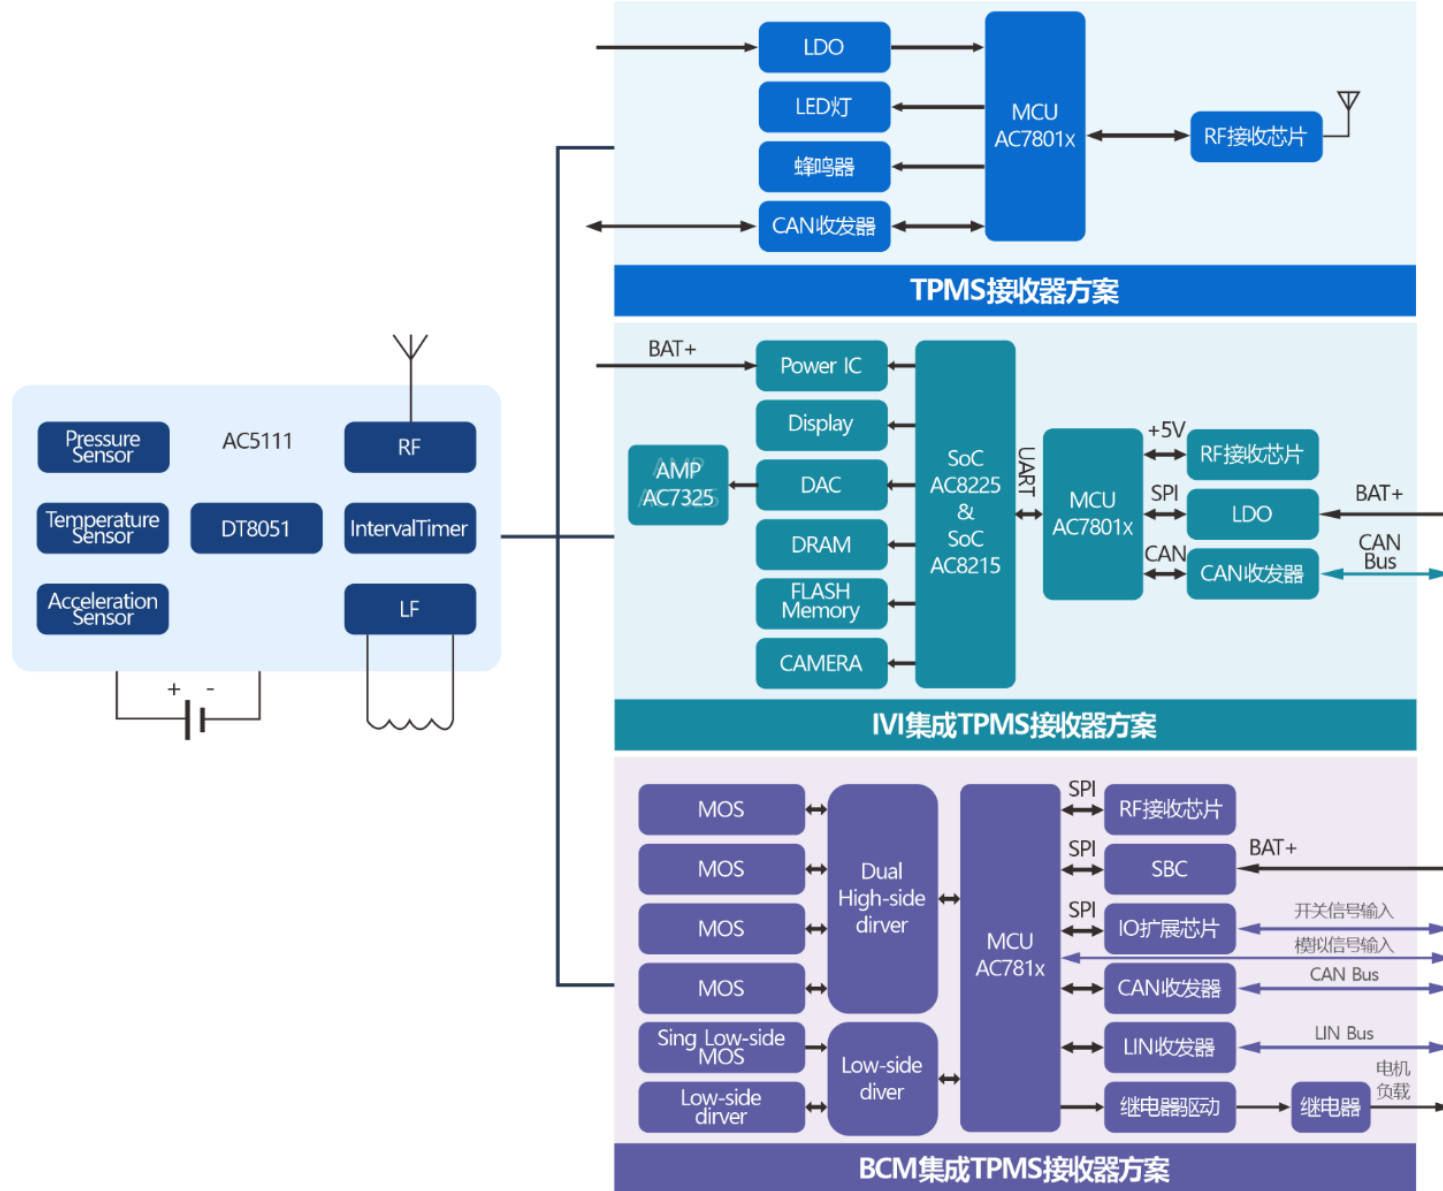 Pressure
Sensor
AC5111
RF
Temperature
Sensor
DT8051
IntervalTimer
Acceleration
Sensor
LF
+ -
LDO
LED灯
蜂鸣器
CAN收发器
MCU
AC7801x
RF接收芯片
TPMS接收器方案
BAT+
Power IC
Display
AMP
AC7325
DAC
DRAM
FLASH
Memory
CAMERA
SoC
AC8225
&
SoC
AC8215
UART
MCU
AC7801x
+5V
RF接收芯片
SPI
LDO
BAT+
CAN
CAN收发器
CAN
Bus
IVI集成TPMS接收器方案
MOS
MOS
MOS
MOS
Sing Low-side
MOS
Low-side
dirver
Dual
High-side
dirver
Low-side
diver
MCU
AC781x
SPI
RF接收芯片
SPI
SBC
BAT+
SPI
IO扩展芯片
开关信号输入
模拟信号输入
CAN收发器
CAN Bus
LIN收发器
LIN Bus
继电器驱动
继电器
电机
负载
BCM集成TPMS接收器方案